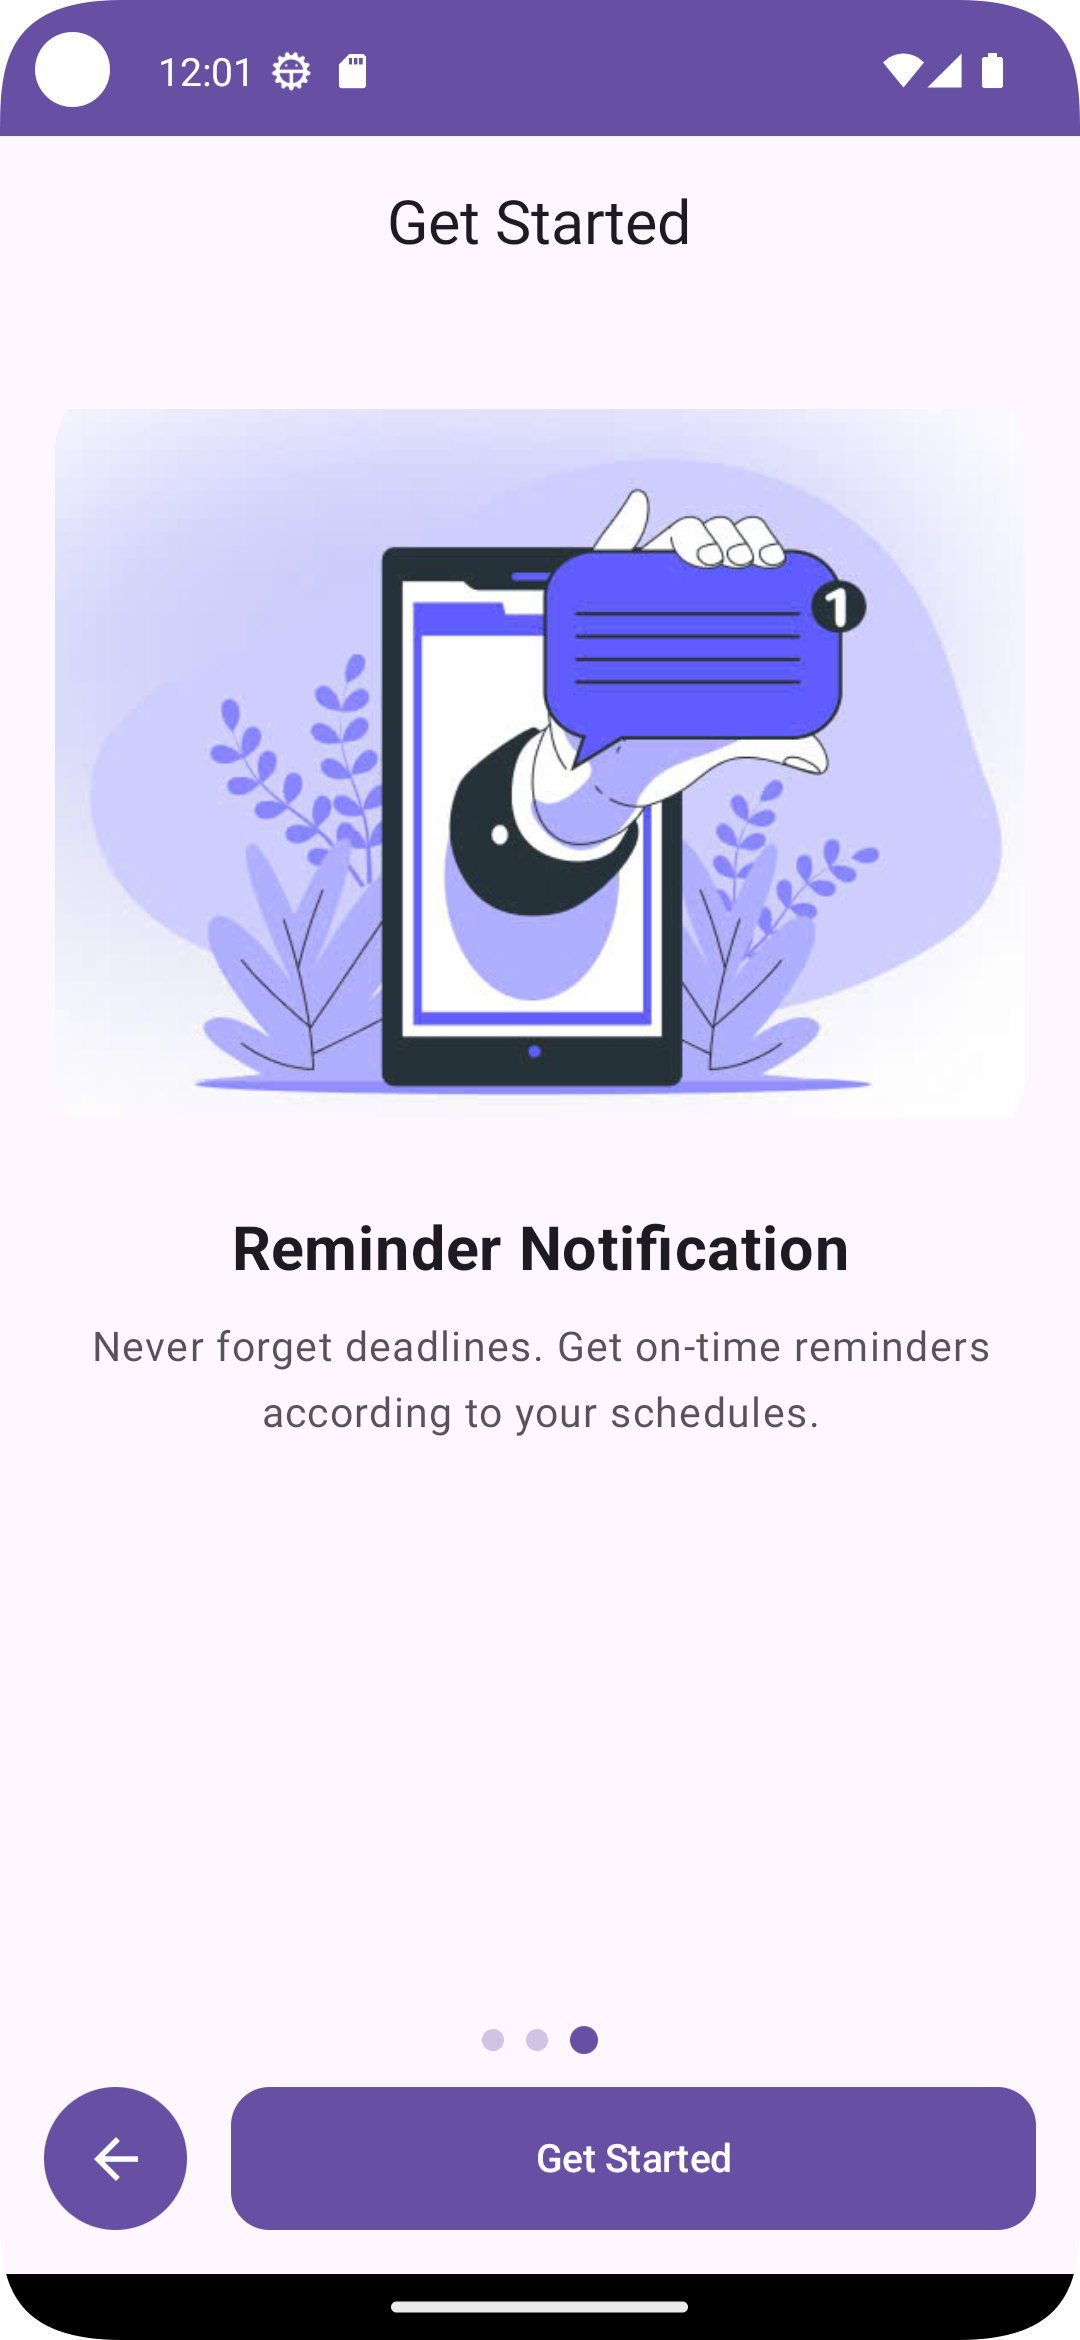 12:01
Get Started
1
Reminder Notification
Never forget deadlines. Get on-time reminders
according to your schedules.
Get Started